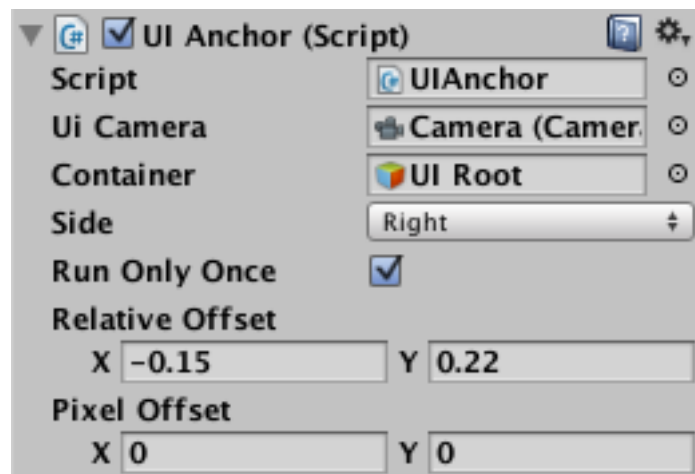 UI Anchor (Script)
Script UIAnchor
Ui Camera Camera (Camer
Container UI Root
Side Right
Run Only Once
Relative Offset
X -0.15 Y 0.22
Pixel Offset
X 0 Y 0